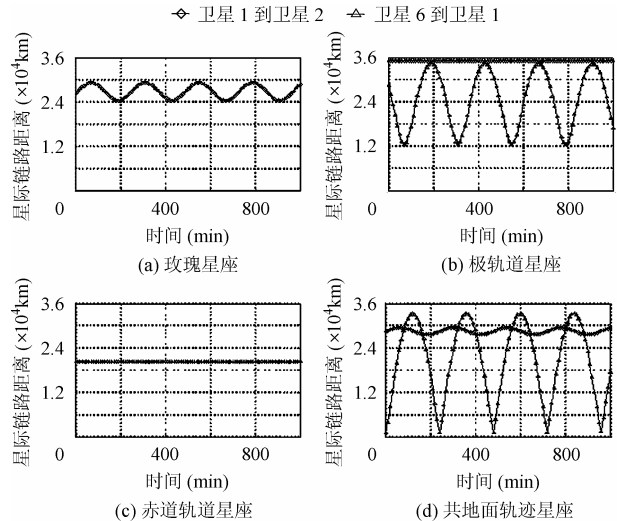 卫星 1 到卫星 2 卫星 6 到卫星 1
星际链路距离 (×10⁴km)
3.6
2.4
1.2
0 400 800
时间 (min)
(a) 玫瑰星座
星际链路距离 (×10⁴km)
3.6
2.4
1.2
0 400 800
时间 (min)
(b) 极轨道星座
星际链路距离 (×10⁴km)
3.6
2.4
1.2
0 400 800
时间 (min)
(c) 赤道轨道星座
星际链路距离 (×10⁴km)
3.6
2.4
1.2
0 400 800
时间 (min)
(d) 共地面轨迹星座